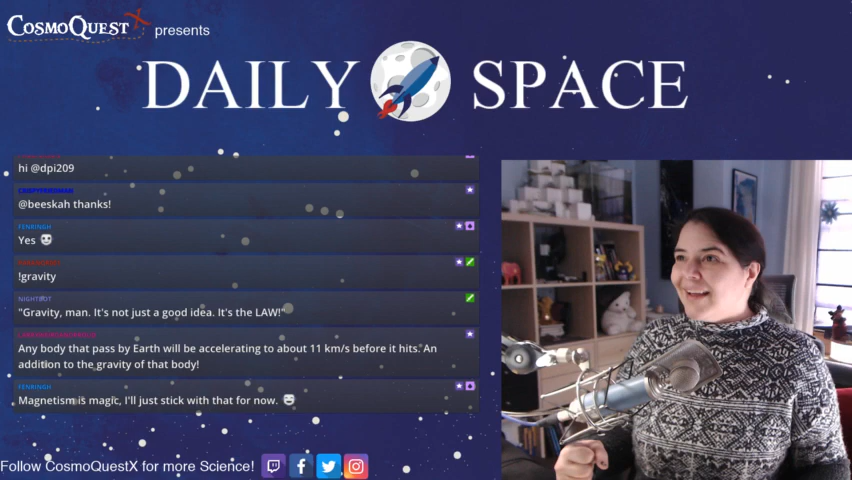 COSMOQUEST X presents
DAILY SPACE
hi @dpi209
@beeskah thanks!
FENRINGH
Yes
!gravity
NIGHTBOT
"Gravity, man. It's not just a good idea. It's the LAW!"
Any body that pass by Earth will be accelerating to about 11 km/s before it hits. An
addition to the gravity of that body!
FENRINGH
Magnetism is magic, I'll just stick with that for now.
Follow CosmoQuestX for more Science!